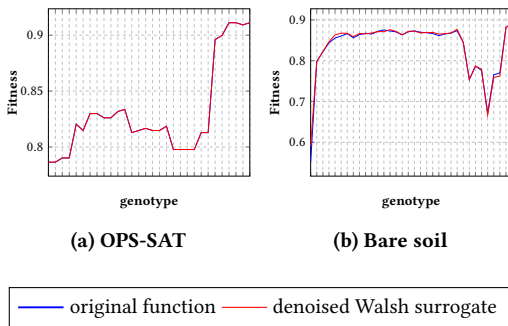 Fitness
0.9
0.85
0.8
genotype
(a) OPS-SAT
Fitness
0.9
0.8
0.7
0.6
genotype
(b) Bare soil
original function
denoised Walsh surrogate